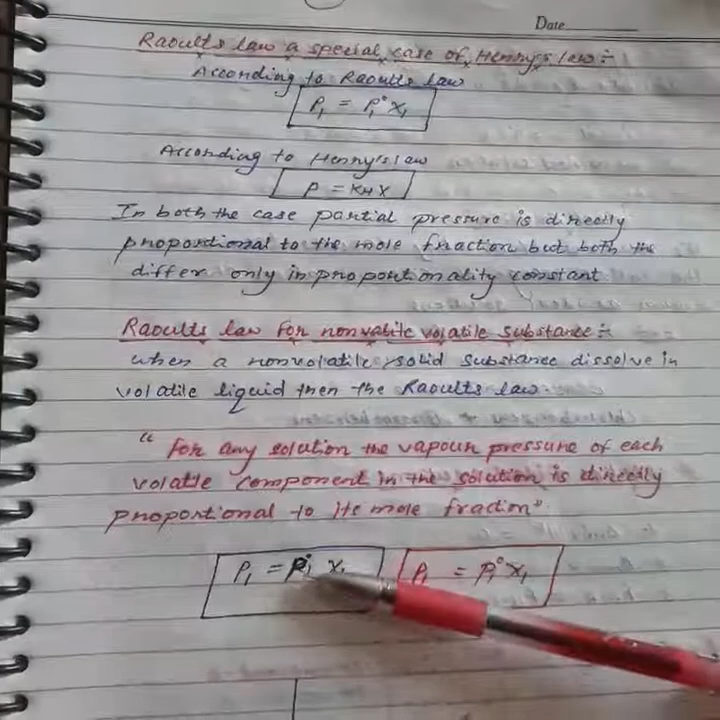 Date
Raoults law a special case of Henry's law :-
According to Raoults law
P₁ = P₁° x₁
According to Henry's law
P = KH X
In both the case partial pressure is directly
proportional to the mole fraction but both the
differ only in proportionality constant
Raoults law for nonvatile volatile substance :-
when a nonvolatile solid substance dissolve in
volatile liquid then the Raoults law.
" For any solution the vapour pressure of each
volatle component in the solution is directly
proportional to its mole fraction"
P₁ = P₁° X₁ P₁ = P₁° X₁